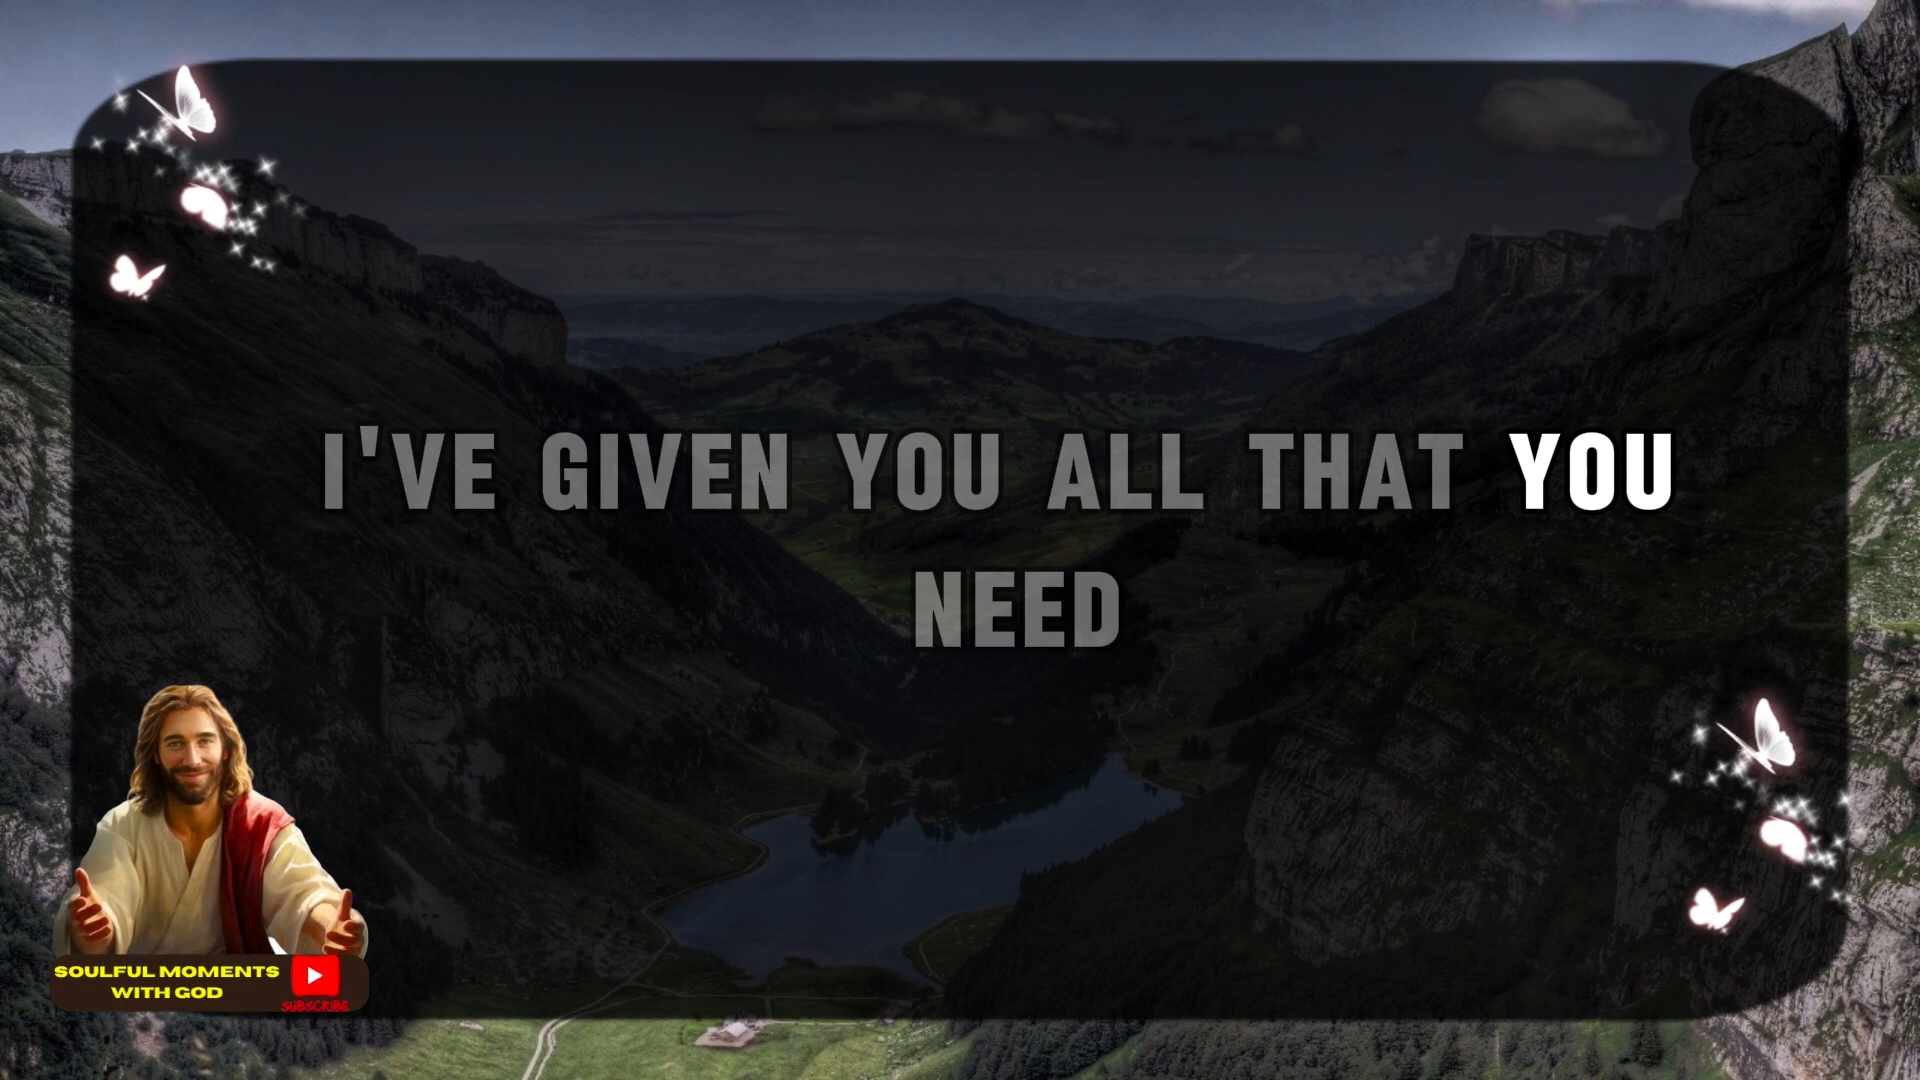 I'VE GIVEN YOU ALL THAT YOU
NEED
SOULFUL MOMENTS
WITH GOD
SUBSCRIBE